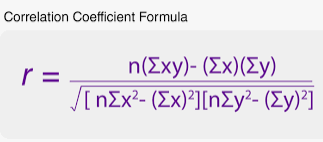 Correlation Coefficient Formula
r = n(Σxy)- (Σx)(Σy) / √[ nΣx²- (Σx)²][nΣy²- (Σy)²]